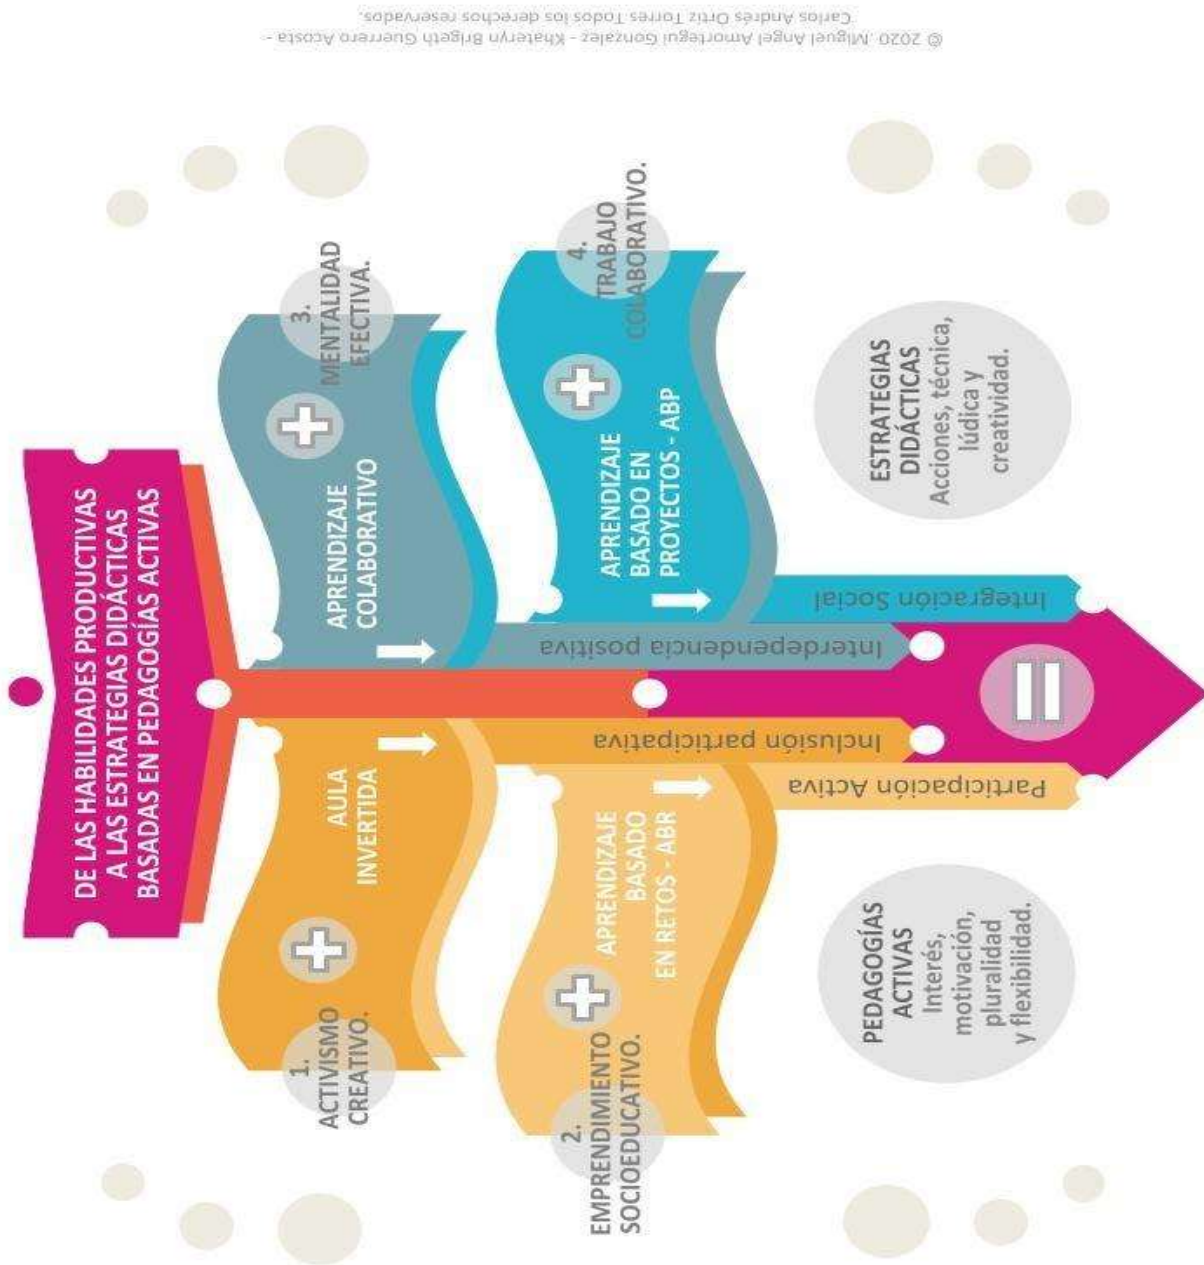 DE LAS HABILIDADES PRODUCTIVAS
A LAS ESTRATEGIAS DIDÁCTICAS
BASADAS EN PEDAGOGÍAS ACTIVAS
1.
ACTIVISMO
CREATIVO.
AULA
INVERTIDA
APRENDIZAJE
COLABORATIVO
3.
MENTALIDAD
EFECTIVA.
2.
EMPRENDIMIENTO
SOCIOEDUCATIVO.
APRENDIZAJE
BASADO
EN RETOS - ABR
APRENDIZAJE
BASADO EN
PROYECTOS - ABP
4.
TRABAJO
COLABORATIVO.
Participación Activa
Inclusión participativa
Interdependencia positiva
Integración Social
PEDAGOGÍAS
ACTIVAS
Interés,
motivación,
pluralidad
y flexibilidad.
ESTRATEGIAS
DIDÁCTICAS
Acciones, técnica,
lúdica y
creatividad.
© 2020 .Miguel Angel Amortegui Gonzalez - Khateryn Brigeth Guerrero Acosta -
Carlos Andrés Ortiz Torres Todos los derechos reservados.